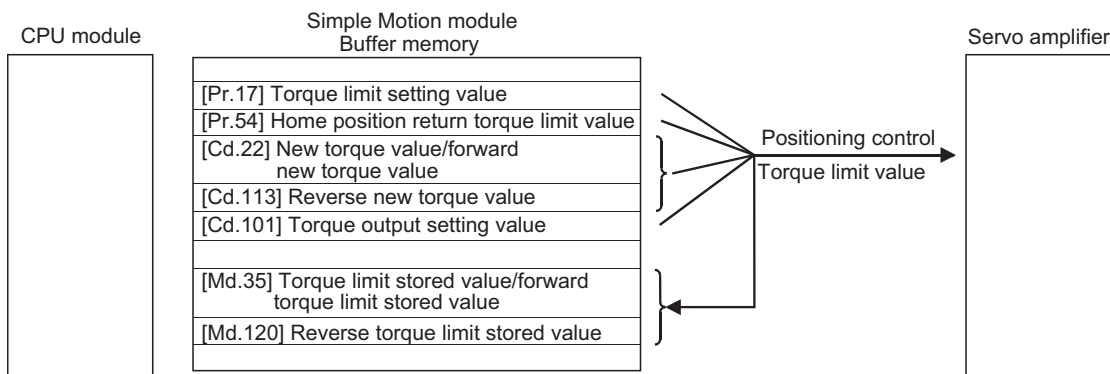 CPU module
Simple Motion module
Buffer memory
Servo amplifier
[Pr.17] Torque limit setting value
[Pr.54] Home position return torque limit value
[Cd.22] New torque value/forward
new torque value
[Cd.113] Reverse new torque value
[Cd.101] Torque output setting value
[Md.35] Torque limit stored value/forward
torque limit stored value
[Md.120] Reverse torque limit stored value
Positioning control
Torque limit value